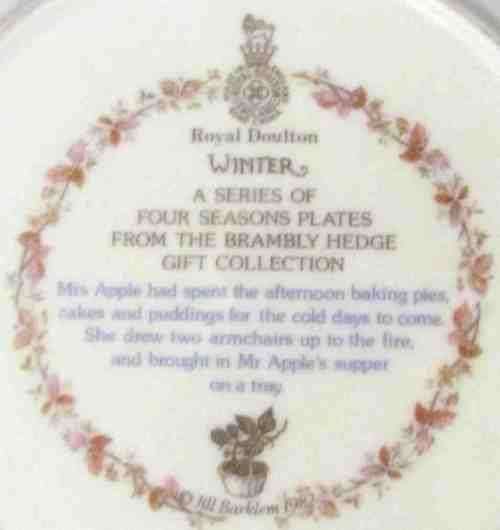 Royal Doulton
WINTER
A SERIES OF
FOUR SEASONS PLATES
FROM THE BRAMBLY HEDGE
GIFT COLLECTION
Mrs Apple had spent the afternoon baking pies,
cakes and puddings for the cold days to come.
She drew two armchairs up to the fire,
and brought in Mr Apple's supper
on a tray.
© Jill Barklem